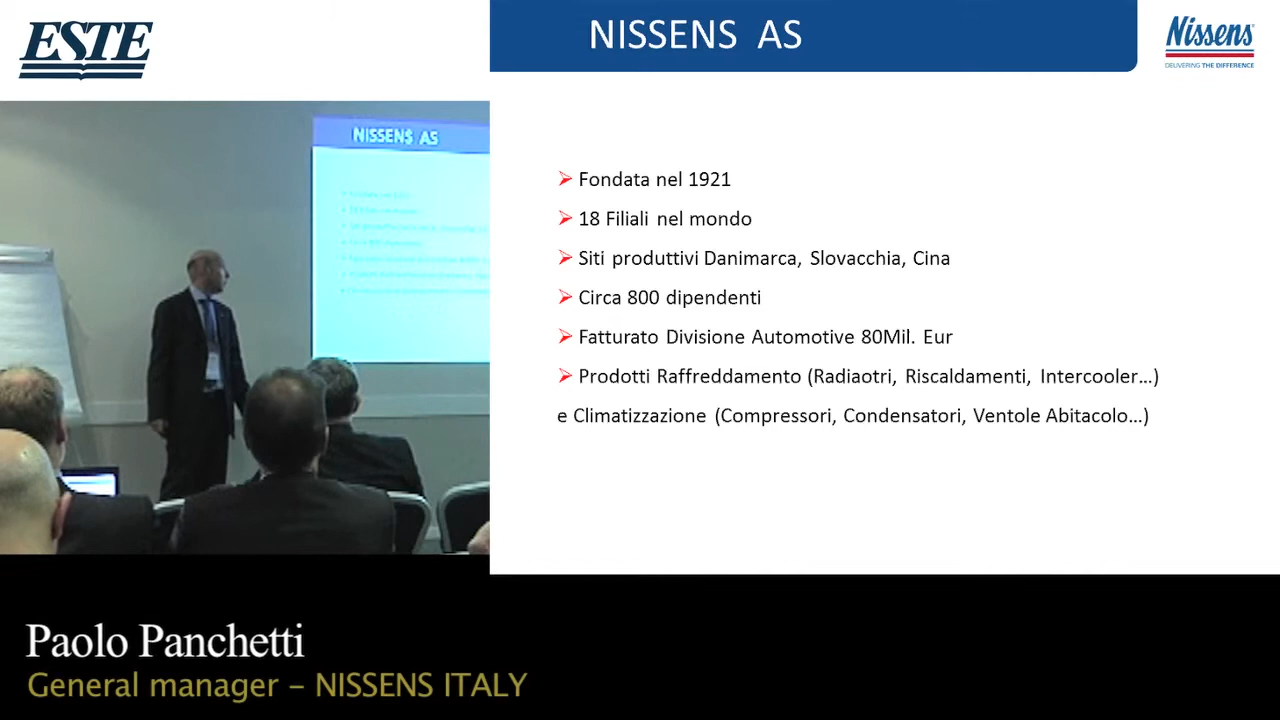 ESTE
NISSENS AS
Nissens
DELIVERING THE DIFFERENCE
NISSENS AS
Fondata nel 1921
18 Filiali nel mondo
Siti produttivi Danimarca, Slovacchia, Cina
Circa 800 dipendenti
Fatturato Divisione Automotive 80Mil. Eur
Prodotti Raffreddamento (Radiaotri, Riscaldamenti, Intercooler...)
e Climatizzazione (Compressori, Condensatori, Ventole Abitacolo...)
Paolo Panchetti
General manager – NISSENS ITALY